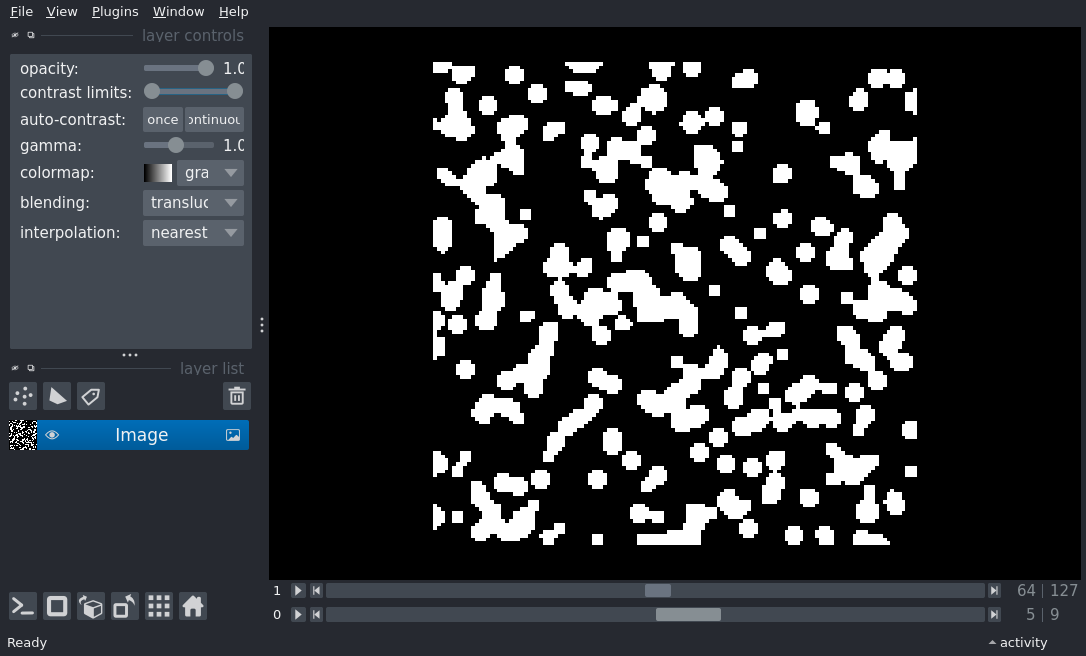 File View Plugins Window Help
layer controls
opacity: 1.0
contrast limits:
auto-contrast: once ontinuou
gamma: 1.0
colormap: gra
blending: transluc
interpolation: nearest
layer list
Image
1 64 | 127
0 5 | 9
Ready activity